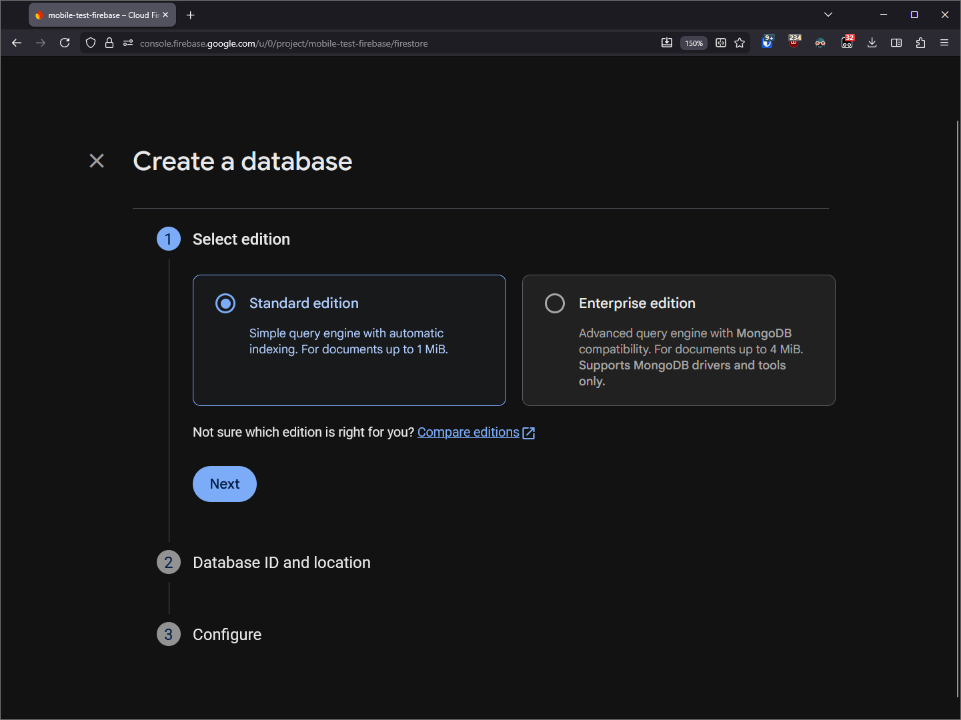 mobile-test-firebase – Cloud Fi
console.firebase.google.com/u/0/project/mobile-test-firebase/firestore
150%
9+
234
32
Create a database
1 Select edition
Standard edition
Simple query engine with automatic
indexing. For documents up to 1 MiB.
Enterprise edition
Advanced query engine with MongoDB
compatibility. For documents up to 4 MiB.
Supports MongoDB drivers and tools
only.
Not sure which edition is right for you? Compare editions
Next
2 Database ID and location
3 Configure